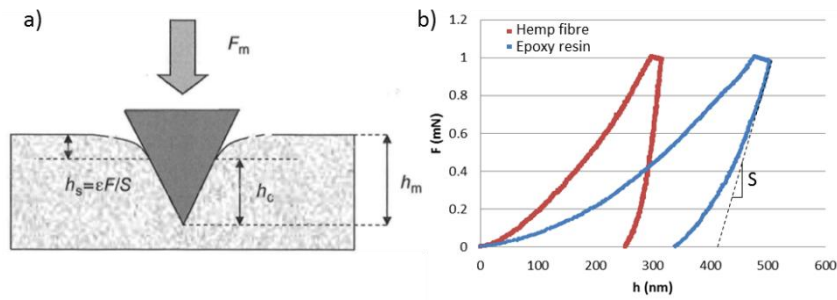 a)
Fm
hs=εF/S
hc
hm
b)
Hemp fibre
Epoxy resin
F (mN)
1.2
1
0.8
0.6
0.4
0.2
0
S
0 100 200 300 400 500 600
h (nm)